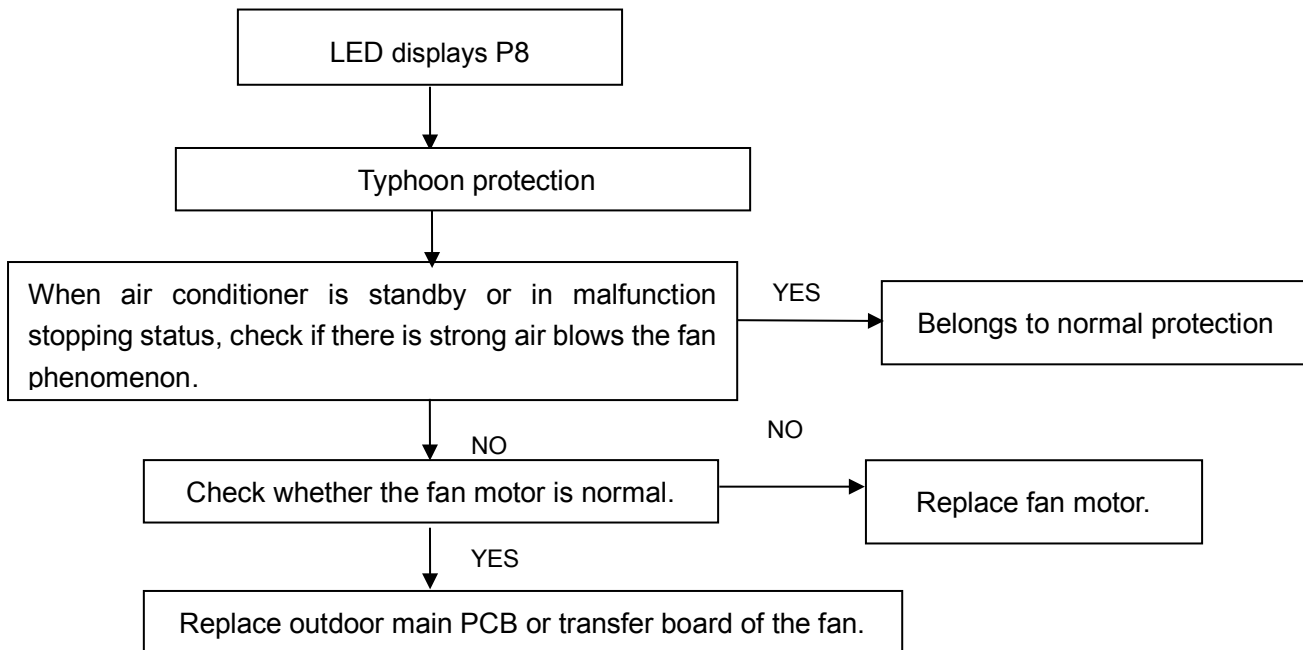 LED displays P8
Typhoon protection
When air conditioner is standby or in malfunction
stopping status, check if there is strong air blows the fan
phenomenon.
YES
Belongs to normal protection
NO
NO
Check whether the fan motor is normal.
Replace fan motor.
YES
Replace outdoor main PCB or transfer board of the fan.